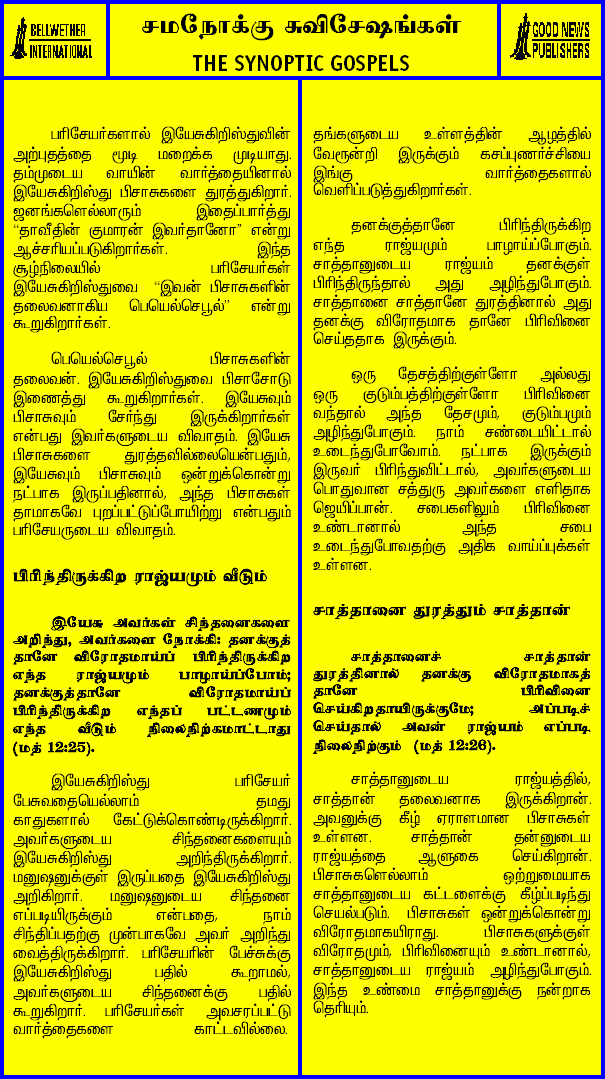 BELLWETHER
INTERNATIONAL
சமநோக்கு சுவிசேஷங்கள்
THE SYNOPTIC GOSPELS
GOOD NEWS
PUBLISHERS
பரிசேயர்களால் இயேசுகிறிஸ்துவின்
அற்புதத்தை மூடி மறைக்க முடியாது.
தம்முடைய வாயின் வார்த்தையினால்
இயேசுகிறிஸ்து பிசாசுகளை துரத்துகிறார்.
ஜனங்களெல்லாரும் இதைப்பார்த்து
“தாவீதின் குமாரன் இவர்தானோ” என்று
ஆச்சரியப்படுகிறார்கள். இந்த
சூழ்நிலையில் பரிசேயர்கள்
இயேசுகிறிஸ்துவை “இவன் பிசாசுகளின்
தலைவனாகிய பெயெல்செபூல்” என்று
கூறுகிறார்கள்.
பெயெல்செபூல் பிசாசுகளின்
தலைவன். இயேசுகிறிஸ்துவை பிசாசோடு
இணைத்து கூறுகிறார்கள். இயேசுவும்
பிசாசுவும் சேர்ந்து இருக்கிறார்கள்
என்பது இவர்களுடைய விவாதம். இயேசு
பிசாசுகளை துரத்தவில்லையென்பதும்,
இயேசுவும் பிசாசுவும் ஒன்றுக்கொன்று
நட்பாக இருப்பதினால், அந்த பிசாசுகள்
தாமாகவே புறப்பட்டுப்போயிற்று என்பதும்
பரிசேயருடைய விவாதம்.
பிரிந்திருக்கிற ராஜ்யமும் வீடும்
இயேசு அவர்கள் சிந்தனைகளை
அறிந்து, அவர்களை நோக்கி: தனக்குத்
தானே விரோதமாய்ப் பிரிந்திருக்கிற
எந்த ராஜ்யமும் பாழாய்ப்போம்;
தனக்குத்தானே விரோதமாய்ப்
பிரிந்திருக்கிற எந்தப் பட்டணமும்
எந்த வீடும் நிலைநிற்கமாட்டாது
(மத் 12:25).
இயேசுகிறிஸ்து பரிசேயர்
பேசுவதையெல்லாம் தமது
காதுகளால் கேட்டுக்கொண்டிருக்கிறார்.
அவர்களுடைய சிந்தனைகளையும்
இயேசுகிறிஸ்து அறிந்திருக்கிறார்.
மனுஷனுக்குள் இருப்பதை இயேசுகிறிஸ்து
அறிகிறார். மனுஷனுடைய சிந்தனை
எப்படியிருக்கும் என்பதை, நாம்
சிந்திப்பதற்கு முன்பாகவே அவர் அறிந்து
வைத்திருக்கிறார். பரிசேயரின் பேச்சுக்கு
இயேசுகிறிஸ்து பதில் கூறாமல்,
அவர்களுடைய சிந்தனைக்கு பதில்
கூறுகிறார். பரிசேயர்கள் அவசரப்பட்டு
வார்த்தைகளை காட்டவில்லை.
தங்களுடைய உள்ளத்தின் ஆழத்தில்
வேரூன்றி இருக்கும் கசப்புணர்ச்சியை
இங்கு வார்த்தைகளால்
வெளிப்படுத்துகிறார்கள்.
தனக்குத்தானே பிரிந்திருக்கிற
எந்த ராஜ்யமும் பாழாய்ப்போகும்.
சாத்தானுடைய ராஜ்யம் தனக்குள்
பிரிந்திருந்தால் அது அழிந்துபோகும்.
சாத்தானை சாத்தானே துரத்தினால் அது
தனக்கு விரோதமாக தானே பிரிவினை
செய்ததாக இருக்கும்.
ஒரு தேசத்திற்குள்ளோ அல்லது
ஒரு குடும்பத்திற்குள்ளோ பிரிவினை
வந்தால் அந்த தேசமும், குடும்பமும்
அழிந்துபோகும். நாம் சண்டையிட்டால்
உடைந்துபோவோம். நட்பாக இருக்கும்
இருவர் பிரிந்துவிட்டால், அவர்களுடைய
பொதுவான சத்துரு அவர்களை எளிதாக
ஜெயிப்பான். சபைகளிலும் பிரிவினை
உண்டானால் அந்த சபை
உடைந்துபோவதற்கு அதிக வாய்ப்புக்கள்
உள்ளன.
சாத்தானை துரத்தும் சாத்தான்
சாத்தானைச் சாத்தான்
துரத்தினால் தனக்கு விரோதமாகத்
தானே பிரிவினை
செய்கிறதாயிருக்குமே; அப்படிச்
செய்தால் அவன் ராஜ்யம் எப்படி
நிலைநிற்கும் (மத் 12:26).
சாத்தானுடைய ராஜ்யத்தில்,
சாத்தான் தலைவனாக இருக்கிறான்.
அவனுக்கு கீழ் ஏராளமான பிசாசுகள்
உள்ளன. சாத்தான் தன்னுடைய
ராஜ்யத்தை ஆளுகை செய்கிறான்.
பிசாசுகளெல்லாம் ஒற்றுமையாக
சாத்தானுடைய கட்டளைக்கு கீழ்ப்படிந்து
செயல்படும். பிசாசுகள் ஒன்றுக்கொன்று
விரோதமாகயிராது. பிசாசுகளுக்குள்
விரோதமும், பிரிவினையும் உண்டானால்,
சாத்தானுடைய ராஜ்யம் அழிந்துபோகும்.
இந்த உண்மை சாத்தானுக்கு நன்றாக
தெரியும்.